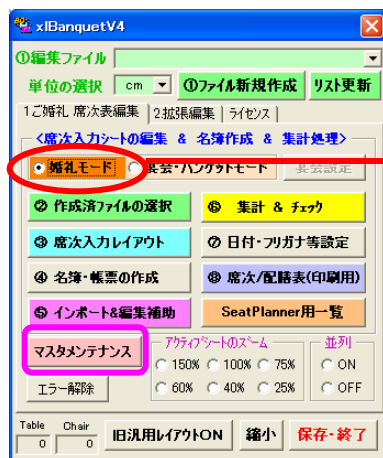 xlBanquetV4
①編集ファイル
単位の選択 cm ①ファイル新規作成 リスト更新
1ご婚礼 席次表編集 2拡張編集 ライセンス
<席次入力シートの編集 & 名簿作成 & 集計処理>
婚礼モード 宴会・バンケットモード 宴会設定
② 作成済ファイルの選択 ⑥ 集計 & チェック
③ 席次入力レイアウト ⑦ 日付・フリガナ等設定
④ 名簿・帳票の作成 ⑧ 席次/配膳表(印刷用)
⑤ インポート&編集補助 SeatPlanner用一覧
マスタメンテナンス アクティブシートのズーム 並列
150% 100% 75% ON
エラー解除 60% 40% 25% OFF
Table Chair
0 0 旧汎用レイアウトON 縮小 保存・終了